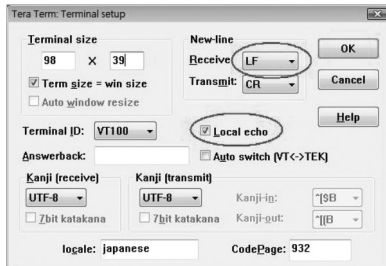 Tera Term: Terminal setup
Terminal size
98 X 39
Term size = win size
Auto window resize
New-line
Receive: LF
Transmit: CR
OK
Cancel
Help
Terminal ID: VT100
Local echo
Answerback:
Auto switch (VT<->TEK)
Kanji (receive)
UTF-8
7bit katakana
Kanji (transmit)
UTF-8
7bit katakana
Kanji-in: ^[$B
Kanji-out: ^[(B
locale: japanese
CodePage: 932